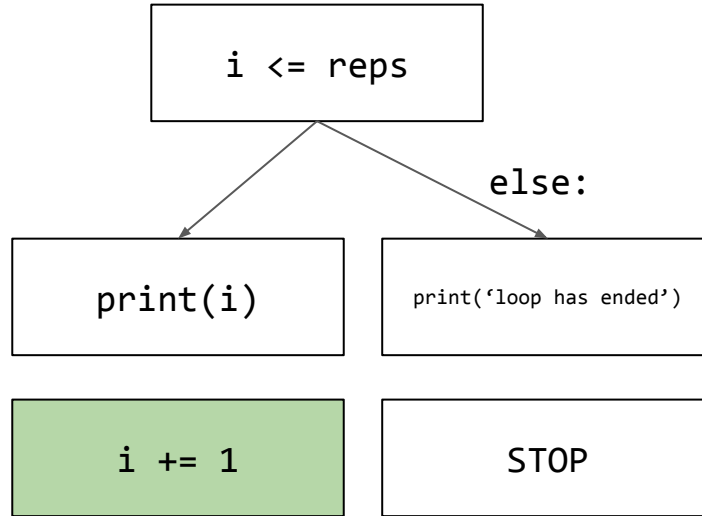 i <= reps
else:
print(i)
print(‘loop has ended’)
i += 1
STOP